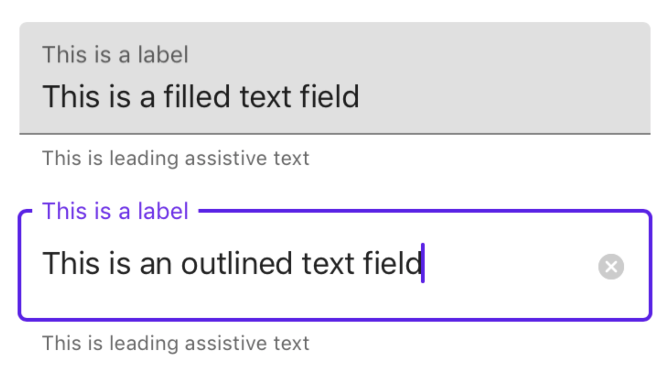 This is a label
This is a filled text field
This is leading assistive text
This is a label
This is an outlined text field
This is leading assistive text